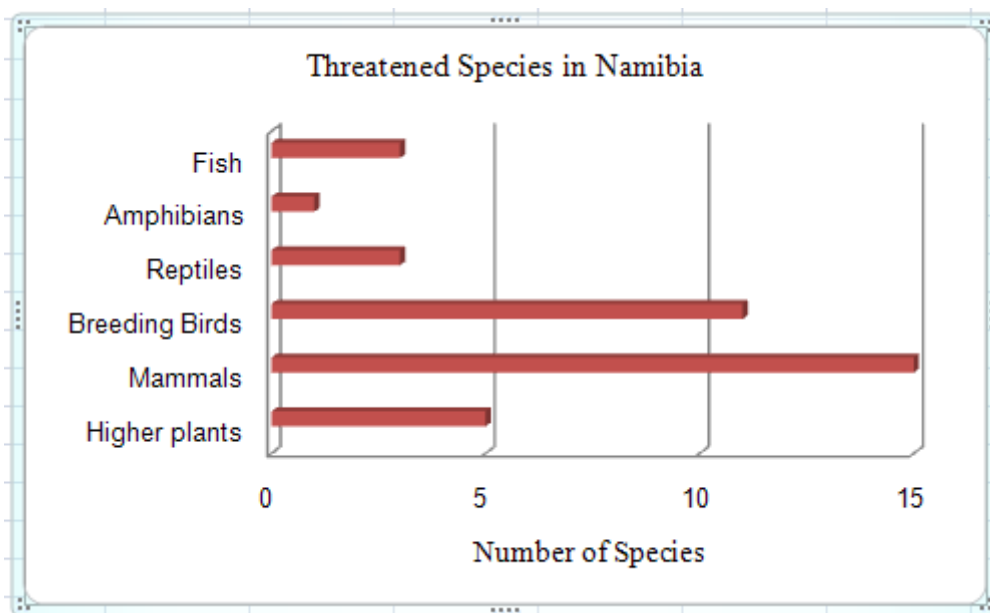 Threatened Species in Namibia
Fish
Amphibians
Reptiles
Breeding Birds
Mammals
Higher plants
0 5 10 15
Number of Species